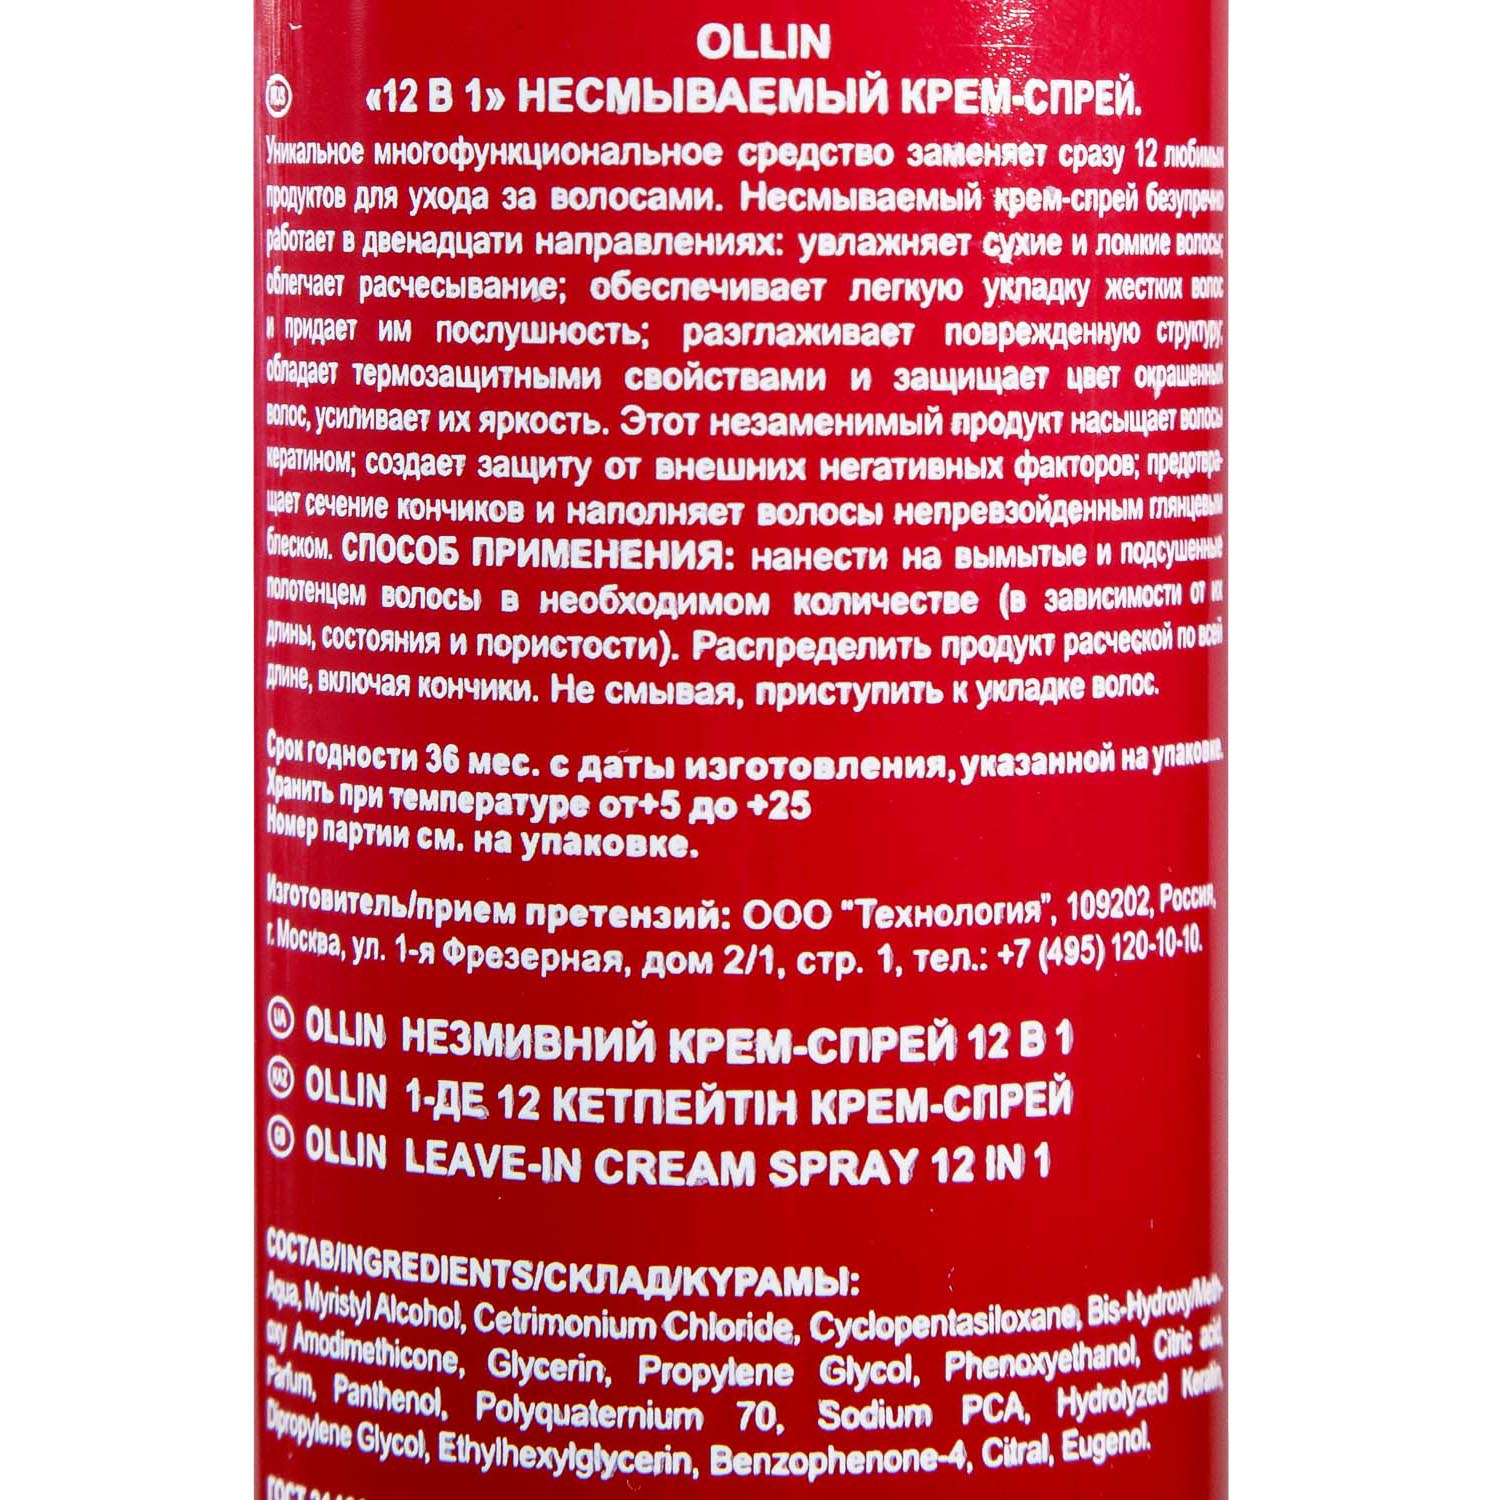 OLLIN
RUS «12 В 1» НЕСМЫВАЕМЫЙ КРЕМ-СПРЕЙ.
Уникальное многофункциональное средство заменяет сразу 12 любимых
продуктов для ухода за волосами. Несмываемый крем-спрей безупречно
работает в двенадцати направлениях: увлажняет сухие и ломкие волосы;
облегчает расчесывание; обеспечивает легкую укладку жестких волос
и придает им послушность; разглаживает поврежденную структуру;
обладает термозащитными свойствами и защищает цвет окрашенных
волос, усиливает их яркость. Этот незаменимый продукт насыщает волосы
кератином; создает защиту от внешних негативных факторов; предотвра-
щает сечение кончиков и наполняет волосы непревзойденным глянцевым
блеском. СПОСОБ ПРИМЕНЕНИЯ: нанести на вымытые и подсушенные
полотенцем волосы в необходимом количестве (в зависимости от их
длины, состояния и пористости). Распределить продукт расческой по всей
длине, включая кончики. Не смывая, приступить к укладке волос.
Срок годности 36 мес. с даты изготовления, указанной на упаковке.
Хранить при температуре от+5 до +25
Номер партии см. на упаковке.
Изготовитель/прием претензий: ООО "Технология", 109202, Россия,
г. Москва, ул. 1-я Фрезерная, дом 2/1, стр. 1, тел.: +7 (495) 120-10-10.
UA OLLIN НЕЗМИВНИЙ КРЕМ-СПРЕЙ 12 В 1
KAZ OLLIN 1-ДЕ 12 КЕТПЕЙТІН КРЕМ-СПРЕЙ
GB OLLIN LEAVE-IN CREAM SPRAY 12 IN 1
СОСТАВ/INGREDIENTS/СКЛАД/ҚҰРАМЫ:
Aqua, Myristyl Alcohol, Cetrimonium Chloride, Cyclopentasiloxane, Bis-Hydroxy/Meth-
oxy Amodimethicone, Glycerin, Propylene Glycol, Phenoxyethanol, Citric acid,
Parfum, Panthenol, Polyquaternium 70, Sodium PCA, Hydrolyzed Keratin,
Dipropylene Glycol, Ethylhexylglycerin, Benzophenone-4, Citral, Eugenol.
ГОСТ